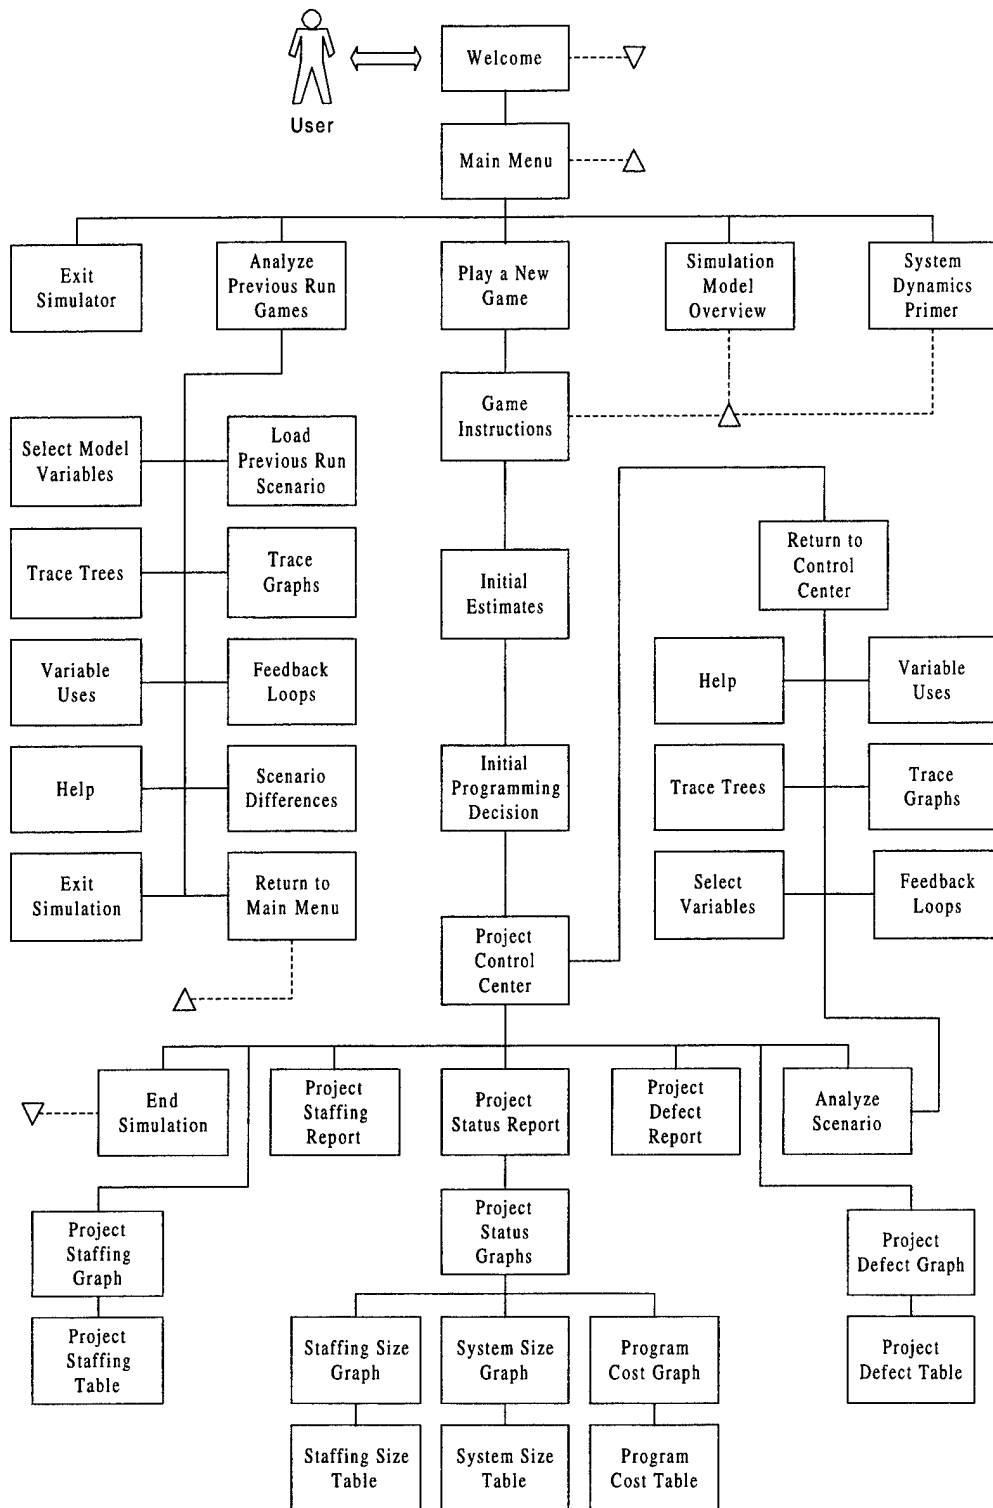 Welcome
User
Main Menu
Exit
Simulator
Analyze
Previous Run
Games
Play a New
Game
Simulation
Model
Overview
System
Dynamics
Primer
Game
Instructions
Select Model
Variables
Load
Previous Run
Scenario
Return to
Control
Center
Trace Trees
Trace
Graphs
Initial
Estimates
Variable
Uses
Feedback
Loops
Help
Variable
Uses
Help
Scenario
Differences
Initial
Programming
Decision
Trace Trees
Trace
Graphs
Exit
Simulation
Return to
Main Menu
Select
Variables
Feedback
Loops
Project
Control
Center
End
Simulation
Project
Staffing
Report
Project
Status Report
Project
Defect
Report
Analyze
Scenario
Project
Staffing
Graph
Project
Status
Graphs
Project
Defect Graph
Project
Staffing
Table
Staffing Size
Graph
System Size
Graph
Program
Cost Graph
Project
Defect Table
Staffing Size
Table
System Size
Table
Program
Cost Table